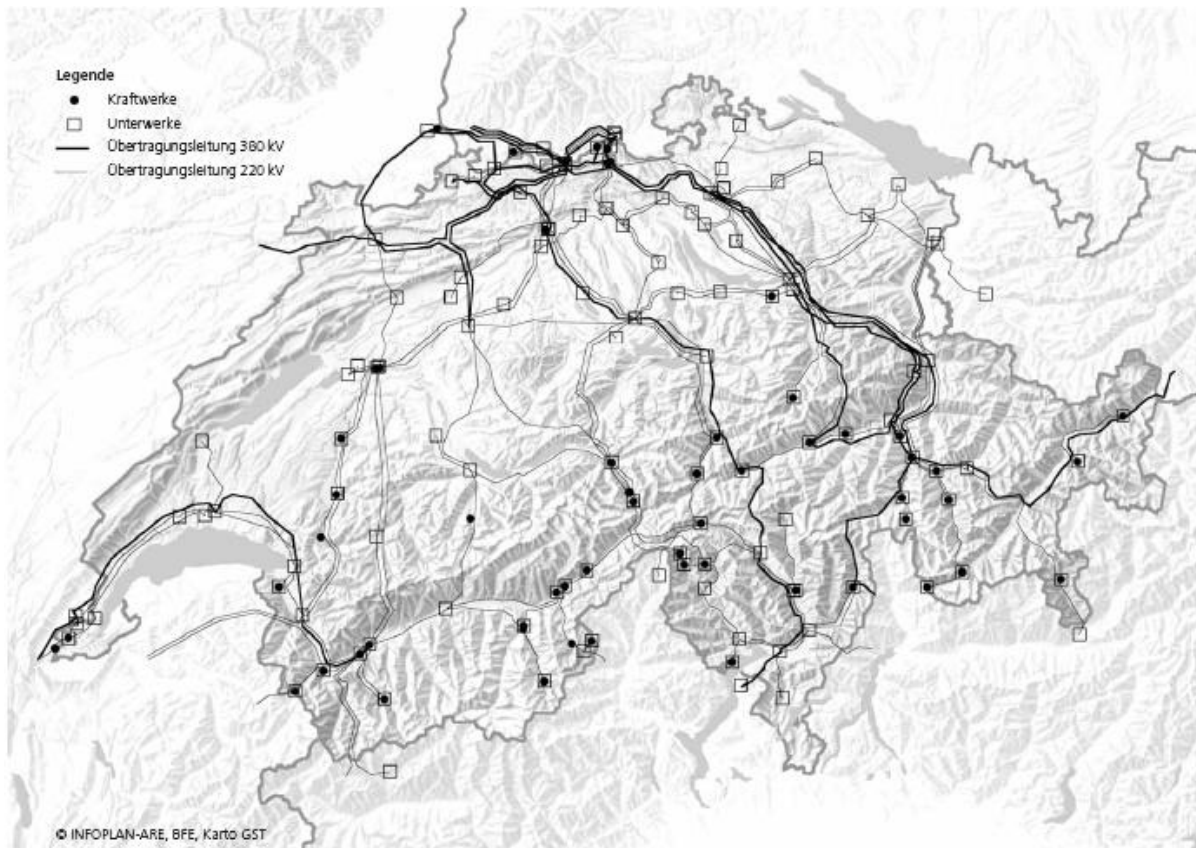 Legende
Kraftwerke
Unterwerke
Übertragungsleitung 380 kV
Übertragungsleitung 220 kV
© INFOPLAN-ARE, BFE, Karto GST